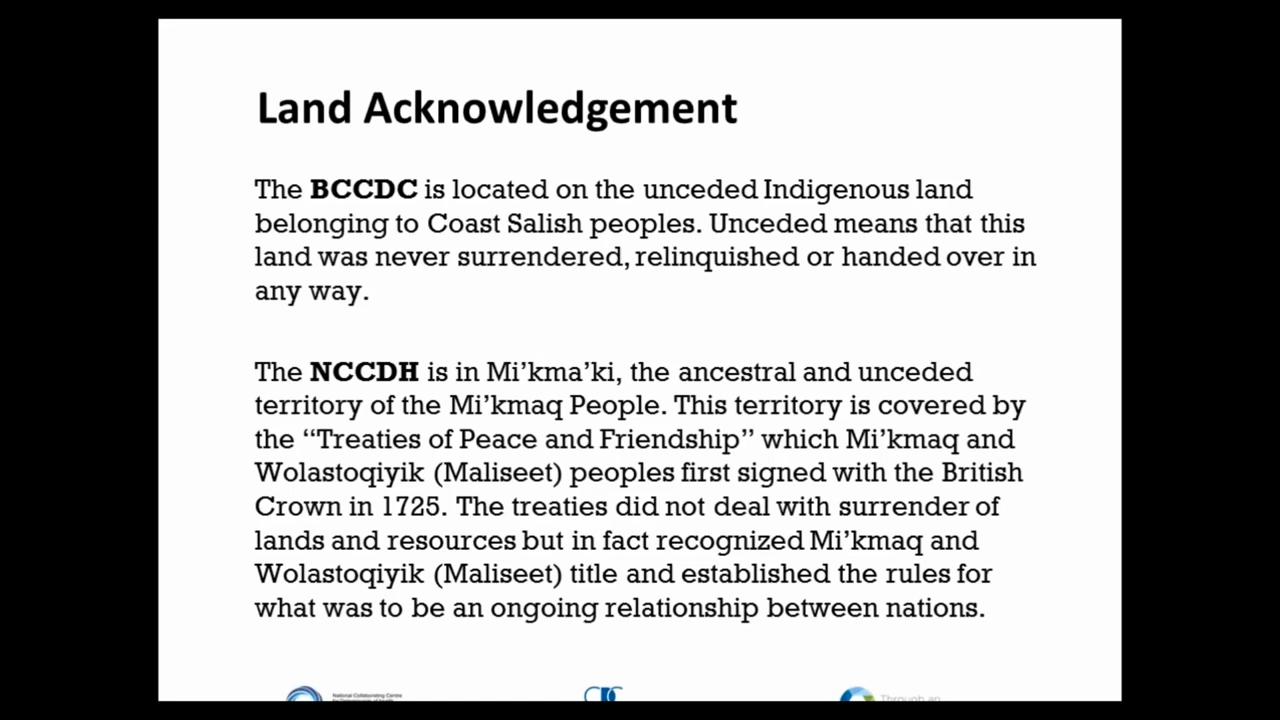 Land Acknowledgement
The BCCDC is located on the unceded Indigenous land
belonging to Coast Salish peoples. Unceded means that this
land was never surrendered, relinquished or handed over in
any way.
The NCCDH is in Mi’kma’ki, the ancestral and unceded
territory of the Mi’kmaq People. This territory is covered by
the “Treaties of Peace and Friendship” which Mi’kmaq and
Wolastoqiyik (Maliseet) peoples first signed with the British
Crown in 1725. The treaties did not deal with surrender of
lands and resources but in fact recognized Mi’kmaq and
Wolastoqiyik (Maliseet) title and established the rules for
what was to be an ongoing relationship between nations.
National Collaborating Centre
Through an